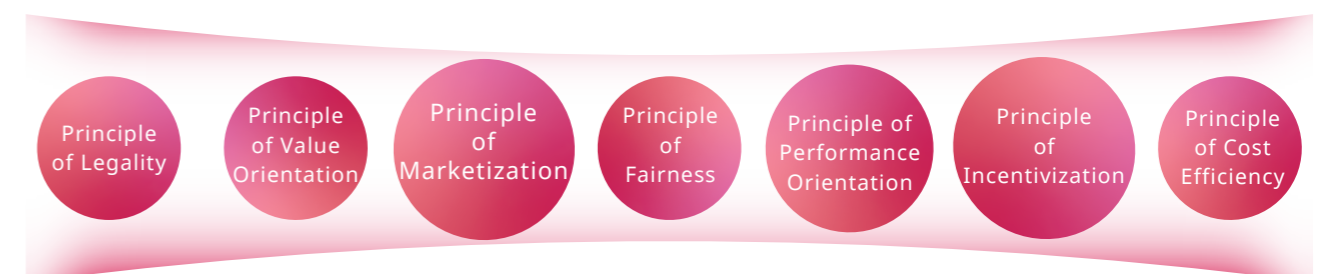 Principle
of Legality
Principle
of Value
Orientation
Principle
of
Marketization
Principle
of
Fairness
Principle of
Performance
Orientation
Principle
of
Incentivization
Principle
of Cost
Efficiency